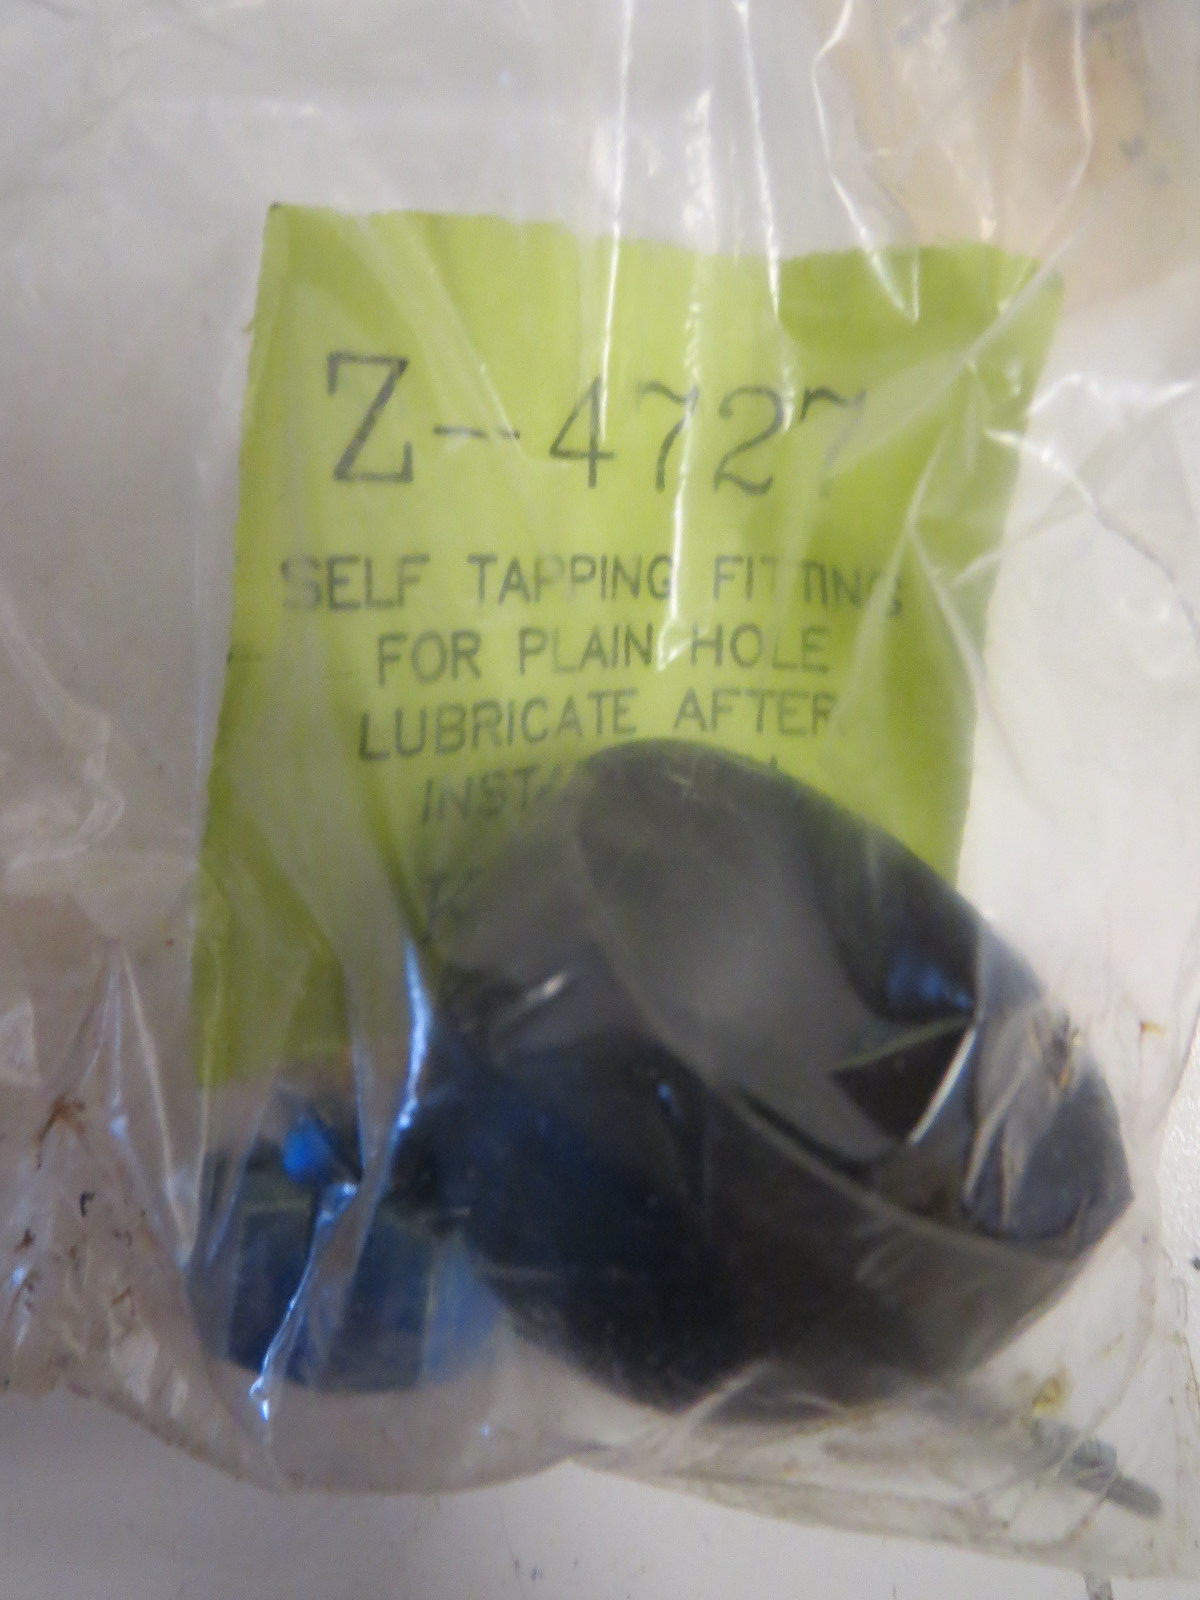 Z-4727
SELF TAPPING FITTING
FOR PLAIN HOLE
LUBRICATE AFTER